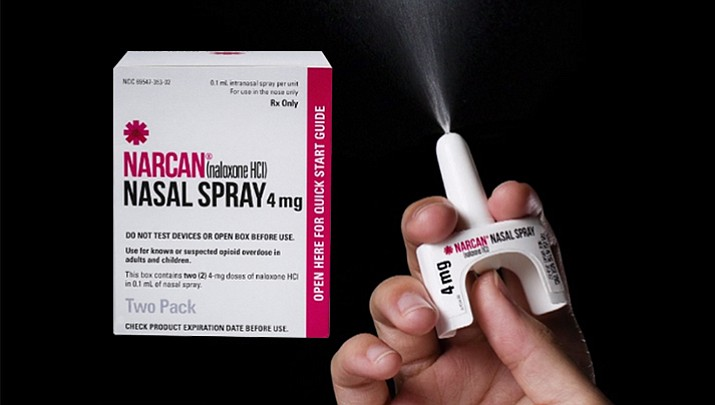 0.1 mL intranasal spray per unit
For use in the nose only
Rx Only
NARCAN® (naloxone HCl)
NASAL SPRAY 4 mg
DO NOT TEST DEVICES OR OPEN BOX BEFORE USE.
Use for known or suspected opioid overdose in
adults and children.
This box contains two (2) 4-mg doses of naloxone HCl
in 0.1 mL of nasal spray.
Two Pack
CHECK PRODUCT EXPIRATION DATE BEFORE USE.
OPEN HERE FOR QUICK START GUIDE
NARCAN® NASAL SPRAY
(naloxone HCl)
4 mg